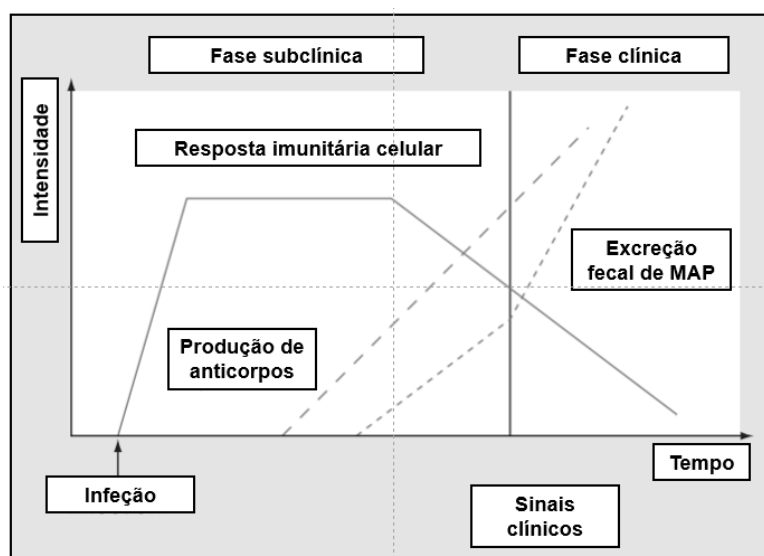 Fase subclínica
Fase clínica
Intensidade
Resposta imunitária celular
Excreção
fecal de MAP
Produção de
anticorpos
Tempo
Infeção
Sinais
clínicos